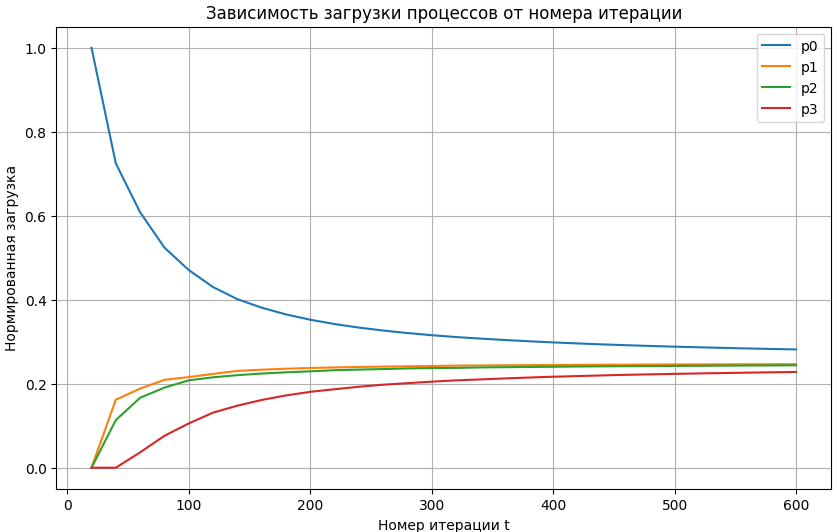 Зависимость загрузки процессов от номера итерации
p0
p1
p2
p3
Нормированная загрузка
1.0
0.8
0.6
0.4
0.2
0.0
0 100 200 300 400 500 600
Номер итерации t